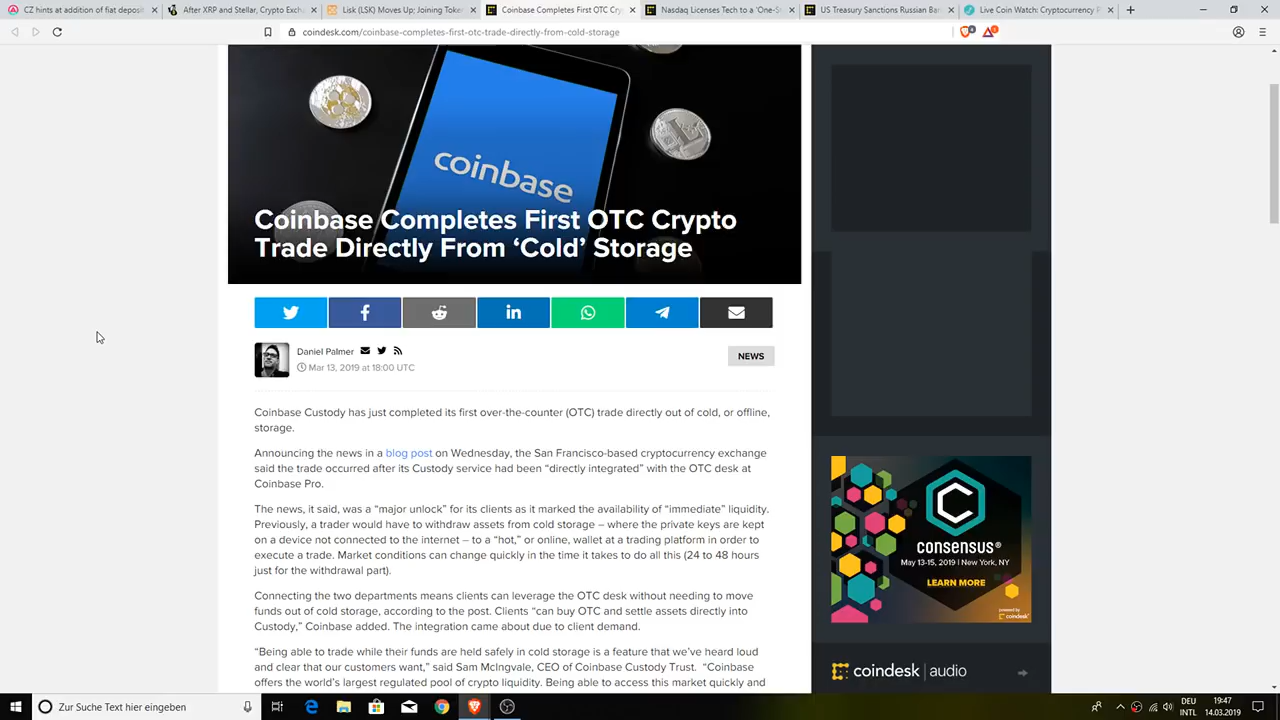 CZ hints at addition of fiat deposit
After XRP and Stellar, Crypto Exch
Lisk (LSK) Moves Up; Joining Token
Coinbase Completes First OTC Cry
Nasdaq Licenses Tech to a 'One-S
US Treasury Sanctions Russian Ban
Live Coin Watch: Cryptocurrency P
coindesk.com/coinbase-completes-first-otc-trade-directly-from-cold-storage
coinbase
Coinbase Completes First OTC Crypto
Trade Directly From ‘Cold’ Storage
Daniel Palmer
Mar 13, 2019 at 18:00 UTC
NEWS
Coinbase Custody has just completed its first over-the-counter (OTC) trade directly out of cold, or offline,
storage.
Announcing the news in a blog post on Wednesday, the San Francisco-based cryptocurrency exchange
said the trade occurred after its Custody service had been “directly integrated” with the OTC desk at
Coinbase Pro.
The news, it said, was a “major unlock” for its clients as it marked the availability of “immediate” liquidity.
Previously, a trader would have to withdraw assets from cold storage – where the private keys are kept
on a device not connected to the internet – to a “hot,” or online, wallet at a trading platform in order to
execute a trade. Market conditions can change quickly in the time it takes to do all this (24 to 48 hours
just for the withdrawal part).
Connecting the two departments means clients can leverage the OTC desk without needing to move
funds out of cold storage, according to the post. Clients “can buy OTC and settle assets directly into
Custody,” Coinbase added. The integration came about due to client demand.
“Being able to trade while their funds are held safely in cold storage is a feature that we’ve heard loud
and clear that our customers want,” said Sam McIngvale, CEO of Coinbase Custody Trust. “Coinbase
offers the world’s largest regulated pool of crypto liquidity. Being able to access this market quickly and
CONSENSUS®
May 13-15, 2019 | New York, NY
LEARN MORE
powered by
coindesk
coindesk | audio
Zur Suche Text hier eingeben
DEU
INTL
19:47
14.03.2019